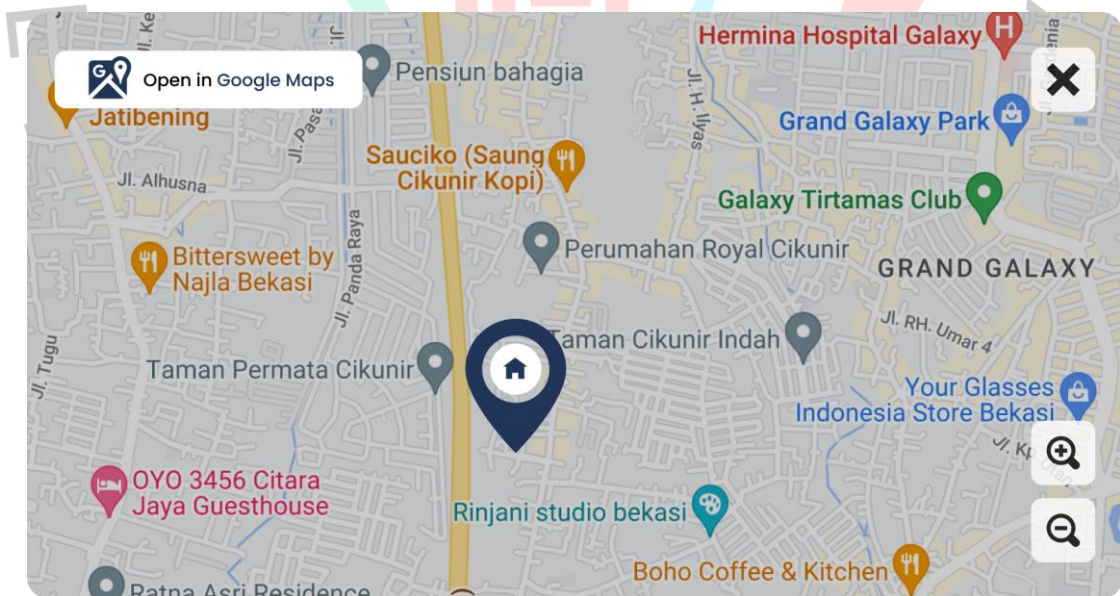 Jl. Ke
Jl.
Hermina Hospital Galaxy
H
Open in Google Maps
Pensiun bahagia
Jl. H. Ilyas
Jatibening
Grand Galaxy Park
Sauciko (Saung
Cikunir Kopi)
Jl. Alhusna
Galaxy Tirtamas Club
Bittersweet by
Najla Bekasi
Jl. Panda Raya
Perumahan Royal Cikunir
GRAND GALAXY
Jl. RH. Umar 4
Jl. Tugu
Taman Permata Cikunir
aman Cikunir Indah
Your Glasses
Indonesia Store Bekasi
OYO 3456 Citara
Jaya Guesthouse
Rinjani studio bekasi
Boho Coffee & Kitchen
Ratna Asri Residence